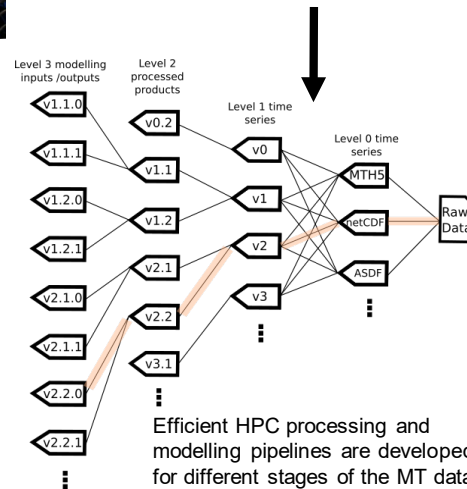 Level 3 modelling
inputs /outputs
Level 2
processed
products
Level 1 time
series
Level 0 time
series
v1.1.0
v1.1.1
v1.2.0
v1.2.1
v2.1.0
v2.1.1
v2.2.0
v2.2.1
v0.2
v1.1
v1.2
v2.1
v2.2
v3.1
v0
v1
v2
v3
MTH5
netCDF
ASDF
Raw
Data
Efficient HPC processing and
modelling pipelines are developed
for different stages of the MT data